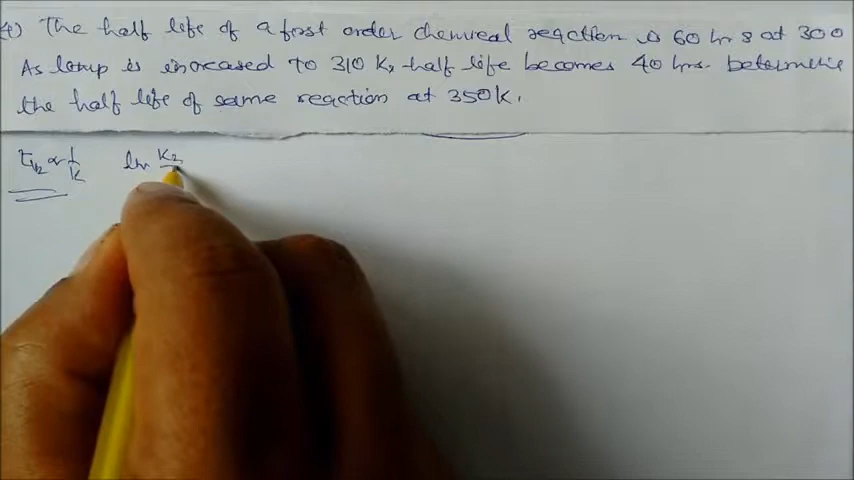 4) The half life of a first order chemical reaction is 60 hrs at 300
As temp is increased to 310 K, half life becomes 40 hrs. Determine
the half life of same reaction at 350K.
t1/2 ∝ 1/K ln K2